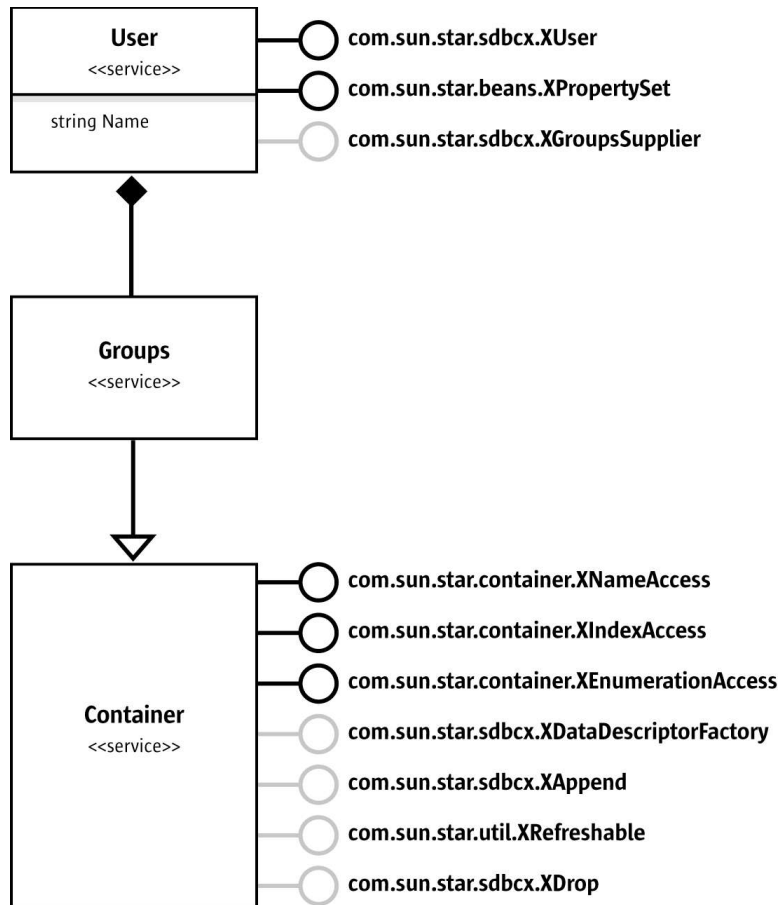 User
<<service>>
string Name
com.sun.star.sdbcx.XUser
com.sun.star.beans.XPropertySet
com.sun.star.sdbcx.XGroupsSupplier
Groups
<<service>>
Container
<<service>>
com.sun.star.container.XNameAccess
com.sun.star.container.XIndexAccess
com.sun.star.container.XEnumerationAccess
com.sun.star.sdbcx.XDataDescriptorFactory
com.sun.star.sdbcx.XAppend
com.sun.star.util.XRefreshable
com.sun.star.sdbcx.XDrop